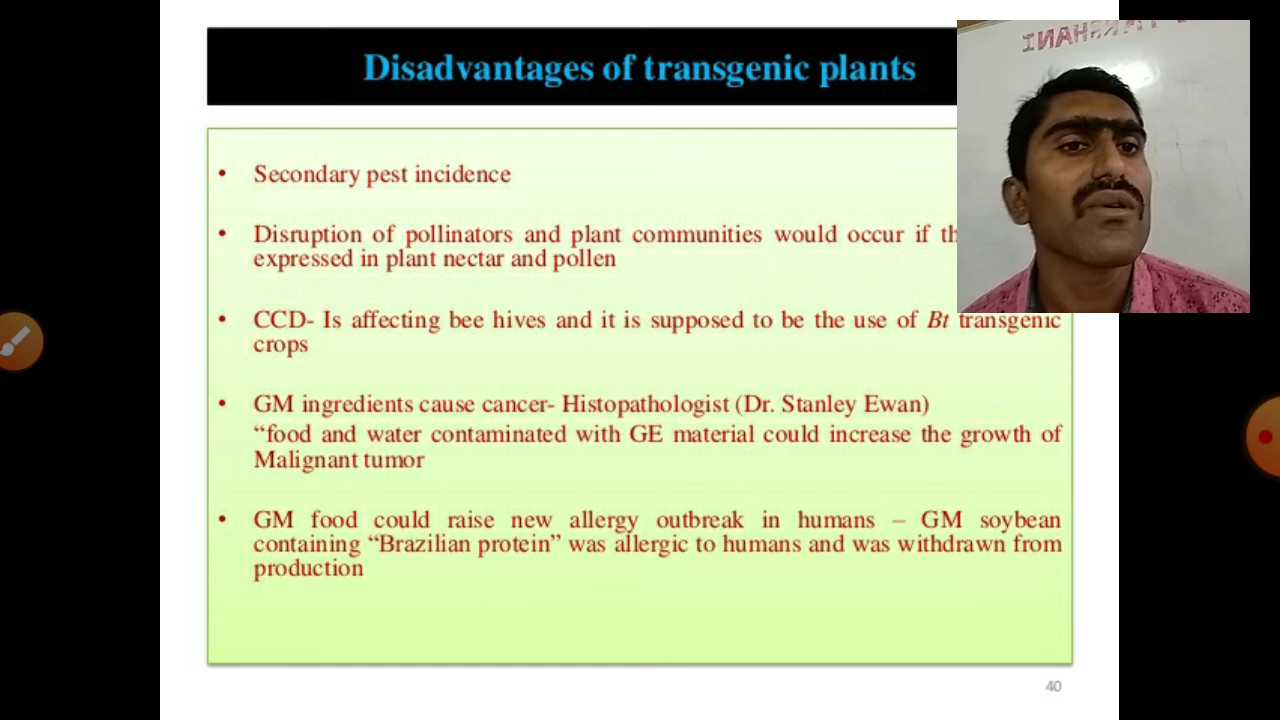 Disadvantages of transgenic plants
• Secondary pest incidence
• Disruption of pollinators and plant communities would occur if
expressed in plant nectar and pollen
• CCD- Is affecting bee hives and it is supposed to be the use of Bt transgenic
crops
• GM ingredients cause cancer- Histopathologist (Dr. Stanley Ewan)
“food and water contaminated with GE material could increase the growth of
Malignant tumor
• GM food could raise new allergy outbreak in humans – GM soybean
containing “Brazilian protein” was allergic to humans and was withdrawn from
production
40